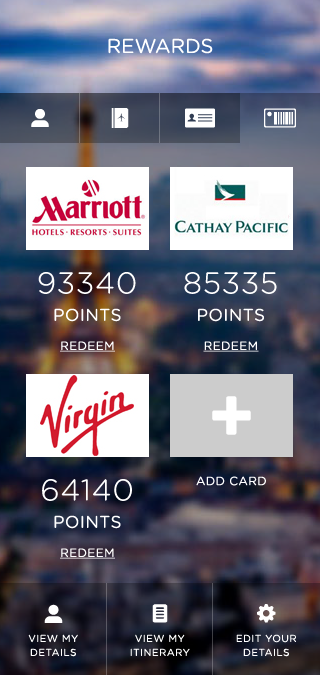 REWARDS
Marriott
HOTELS · RESORTS · SUITES
CATHAY PACIFIC
93340
POINTS
REDEEM
85335
POINTS
REDEEM
Virgin
64140
POINTS
REDEEM
ADD CARD
VIEW MY
DETAILS
VIEW MY
ITINERARY
EDIT YOUR
DETAILS